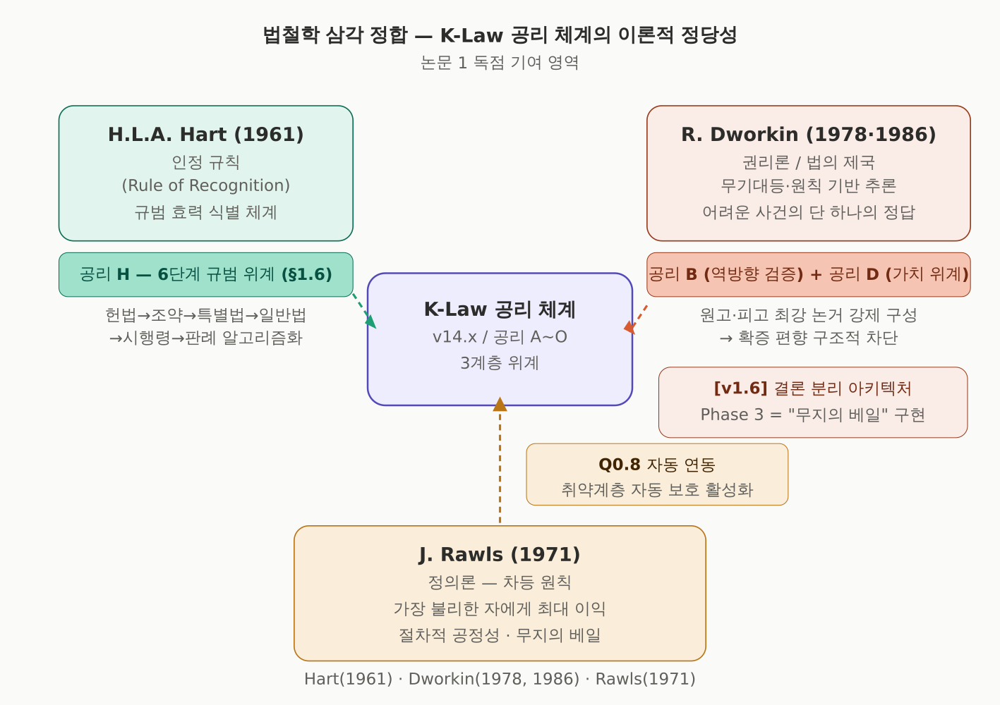 법철학 삼각 정합 — K-Law 공리 체계의 이론적 정당성
논문 1 독점 기여 영역
H.L.A. Hart (1961)
인정 규칙
(Rule of Recognition)
규범 효력 식별 체계
공리 H — 6단계 규범 위계 (§1.6)
헌법→조약→특별법→일반법
→시행령→판례 알고리즘화
R. Dworkin (1978·1986)
권리론 / 법의 제국
무기대등·원칙 기반 추론
어려운 사건의 단 하나의 정답
공리 B (역방향 검증) + 공리 D (가치 위계)
원고·피고 최강 논거 강제 구성
→ 확증 편향 구조적 차단
K-Law 공리 체계
v14.x / 공리 A~O
3계층 위계
[v1.6] 결론 분리 아키텍처
Phase 3 = "무지의 베일" 구현
Q0.8 자동 연동
취약계층 자동 보호 활성화
J. Rawls (1971)
정의론 — 차등 원칙
가장 불리한 자에게 최대 이익
절차적 공정성 · 무지의 베일
Hart(1961) · Dworkin(1978, 1986) · Rawls(1971)